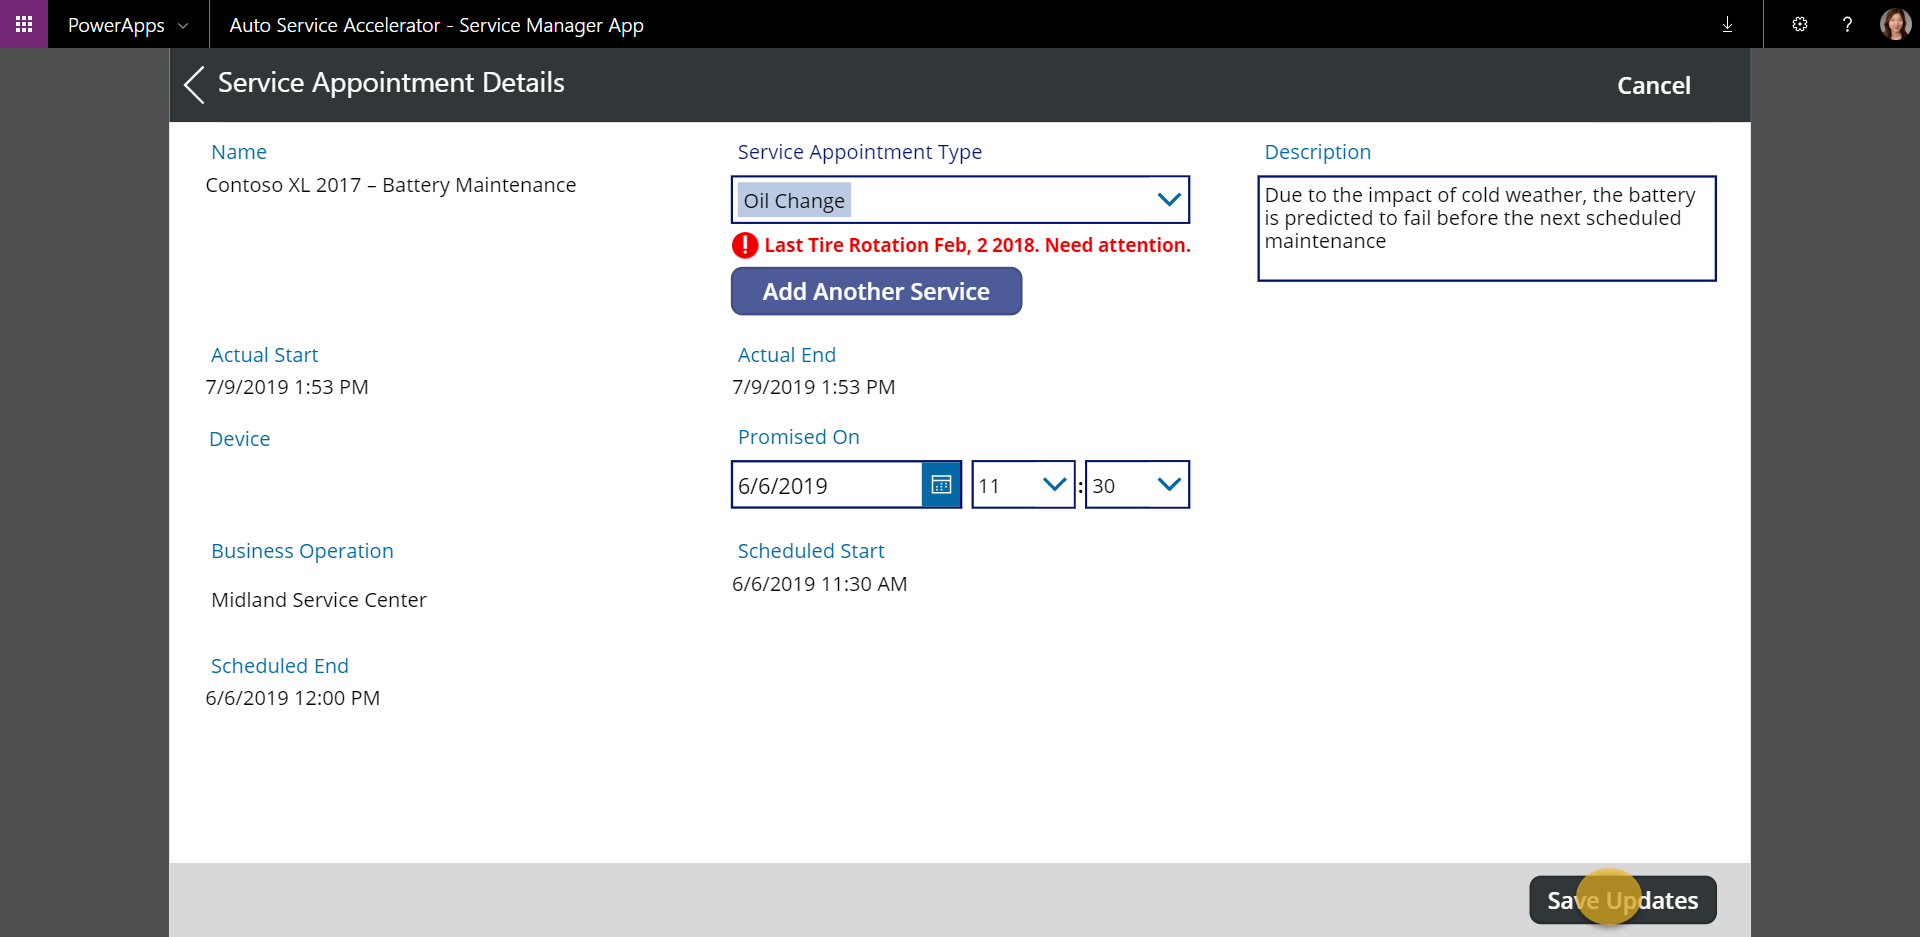 PowerApps
Auto Service Accelerator - Service Manager App
?
Service Appointment Details
Cancel
Name
Contoso XL 2017 – Battery Maintenance
Service Appointment Type
Oil Change
! Last Tire Rotation Feb, 2 2018. Need attention.
Add Another Service
Description
Due to the impact of cold weather, the battery
is predicted to fail before the next scheduled
maintenance
Actual Start
7/9/2019 1:53 PM
Actual End
7/9/2019 1:53 PM
Device
Promised On
6/6/2019 11 : 30
Business Operation
Midland Service Center
Scheduled Start
6/6/2019 11:30 AM
Scheduled End
6/6/2019 12:00 PM
Save Updates